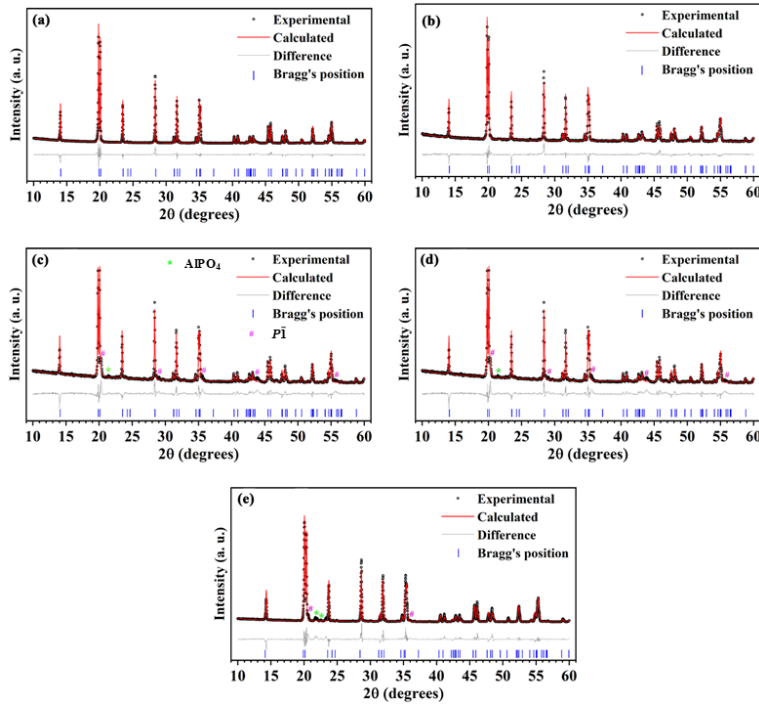 (a)
Experimental
Calculated
Difference
Bragg's position
Intensity (a. u.)
10 15 20 25 30 35 40 45 50 55 60
2θ (degrees)
(b)
Experimental
Calculated
Difference
Bragg's position
Intensity (a. u.)
10 15 20 25 30 35 40 45 50 55 60
2θ (degrees)
(c)
* AlPO₄
Experimental
Calculated
Difference
Bragg's position
# P1̄
# * # # # #
Intensity (a. u.)
10 15 20 25 30 35 40 45 50 55 60
2θ (degrees)
(d)
Experimental
Calculated
Difference
Bragg's position
# * # # # #
Intensity (a. u.)
10 15 20 25 30 35 40 45 50 55 60
2θ (degrees)
(e)
Experimental
Calculated
Difference
Bragg's position
# * * #
Intensity (a. u.)
10 15 20 25 30 35 40 45 50 55 60
2θ (degrees)